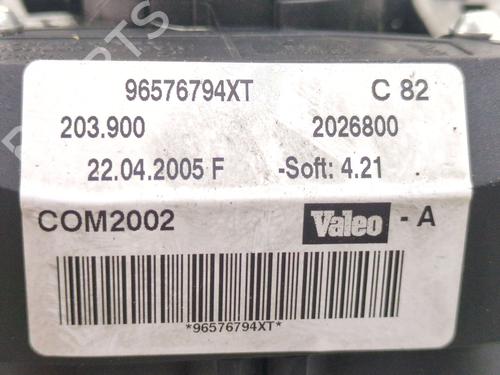 96576794XT C 82
203.900 2026800
22.04.2005 F -Soft: 4.21
COM2002 Valeo - A
*96576794XT*